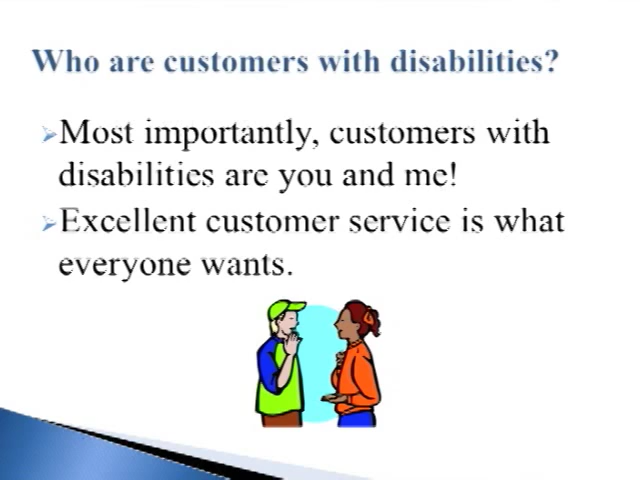 Who are customers with disabilities?
Most importantly, customers with
disabilities are you and me!
Excellent customer service is what
everyone wants.